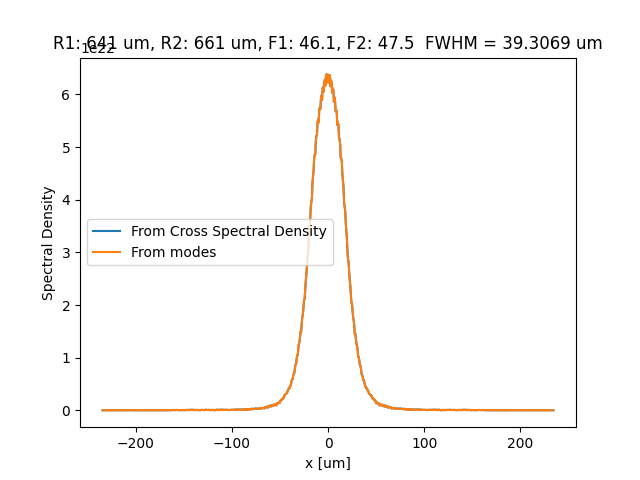 R1: 641 um, R2: 661 um, F1: 46.1, F2: 47.5  FWHM = 39.3069 um
1e22
6
5
4
3
2
1
0
Spectral Density
From Cross Spectral Density
From modes
−200
−100
0
100
200
x [um]